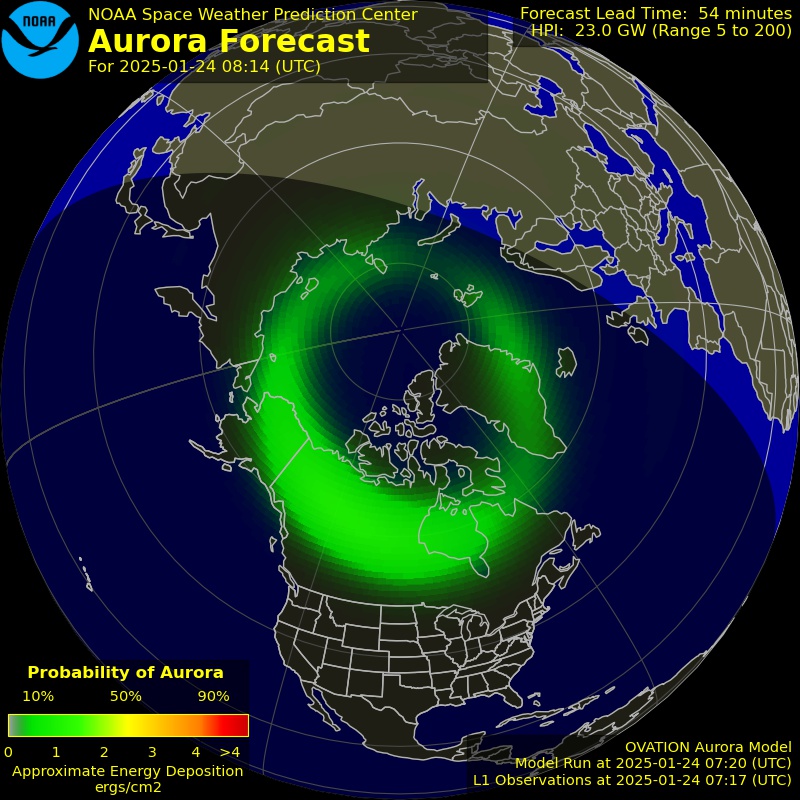 NOAA
NOAA Space Weather Prediction Center
Aurora Forecast
For 2025-01-24 08:14 (UTC)
Forecast Lead Time: 54 minutes
HPI: 23.0 GW (Range 5 to 200)
Probability of Aurora
10% 50% 90%
0 1 2 3 4 >4
Approximate Energy Deposition
ergs/cm2
OVATION Aurora Model
Model Run at 2025-01-24 07:20 (UTC)
L1 Observations at 2025-01-24 07:17 (UTC)